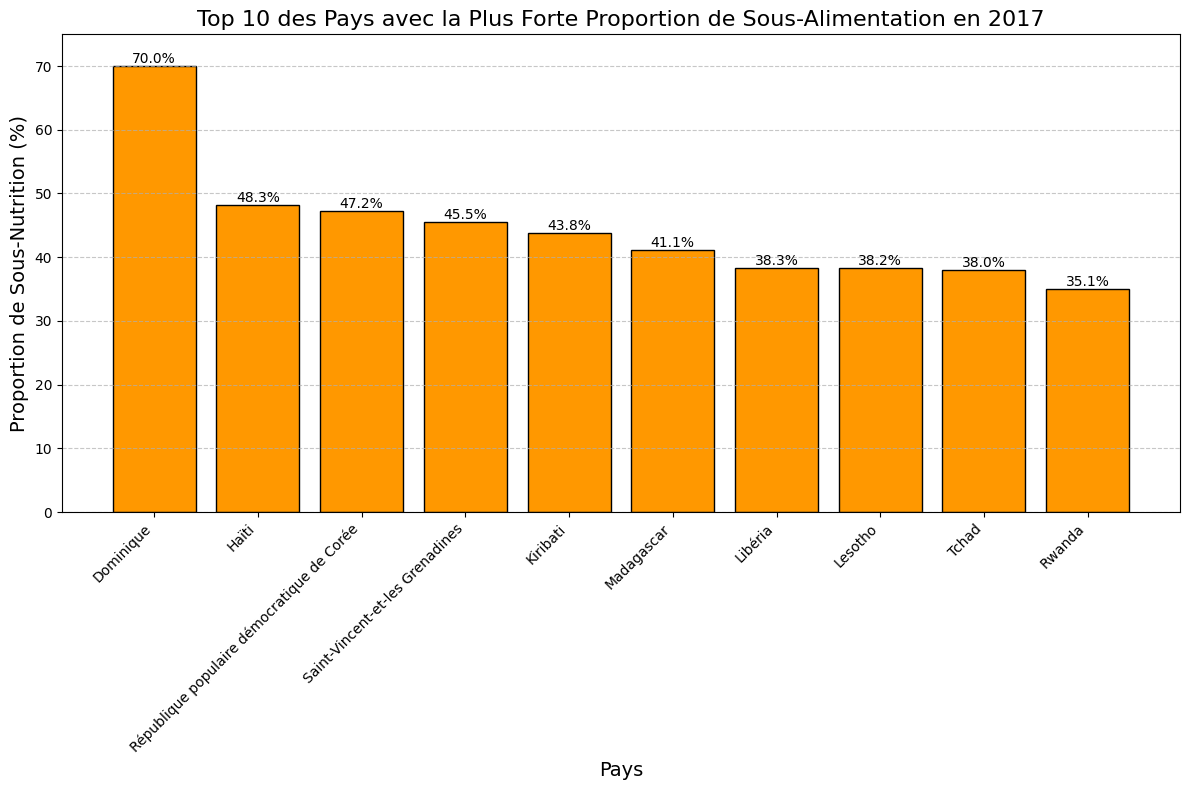 Top 10 des Pays avec la Plus Forte Proportion de Sous-Alimentation en 2017
Proportion de Sous-Nutrition (%)
70
60
50
40
30
20
10
0
70.0%
48.3%
47.2%
45.5%
43.8%
41.1%
38.3%
38.2%
38.0%
35.1%
Dominique
Haïti
République populaire démocratique de Corée
Saint-Vincent-et-les Grenadines
Kiribati
Madagascar
Libéria
Lesotho
Tchad
Rwanda
Pays